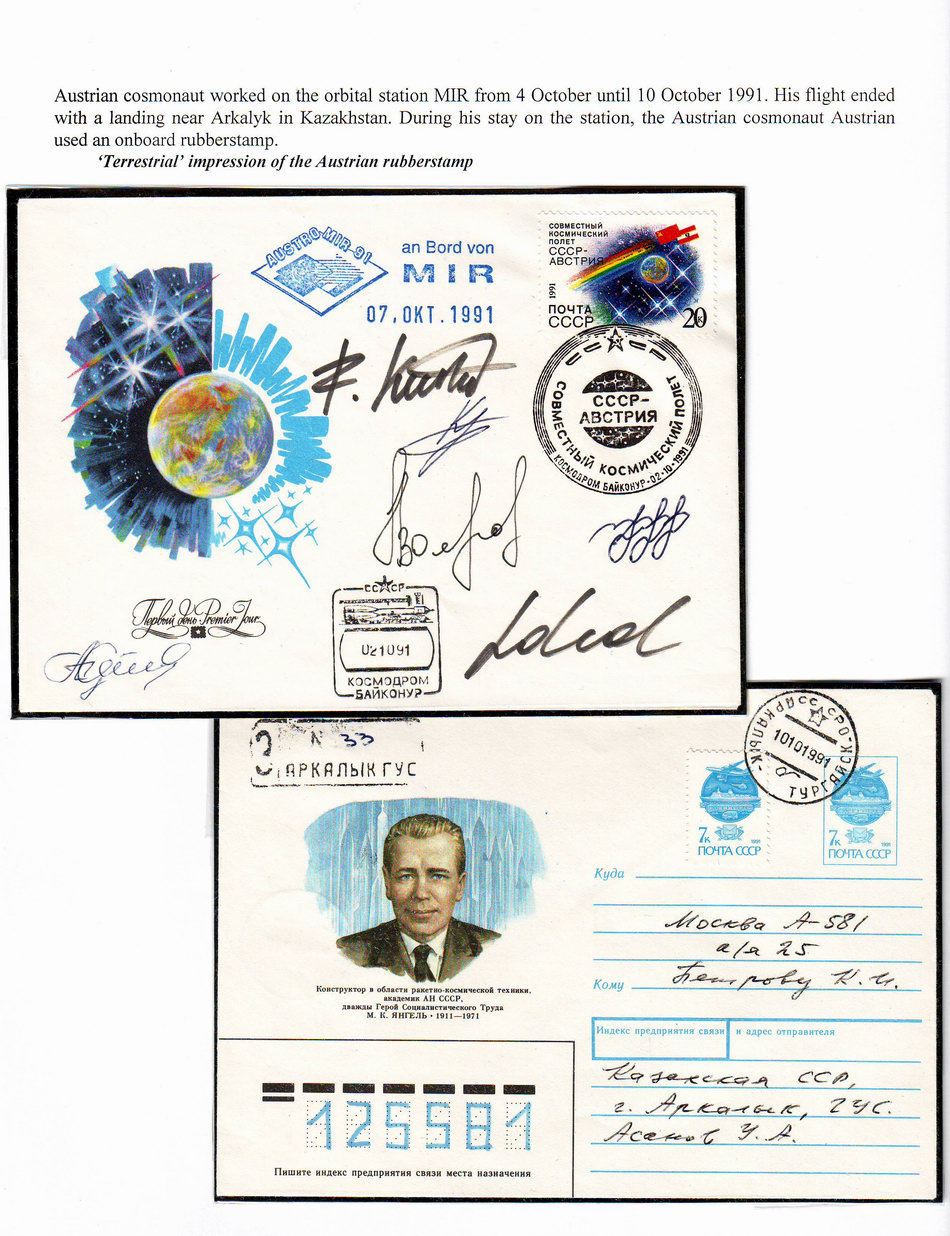 Austrian cosmonaut worked on the orbital station MIR from 4 October until 10 October 1991. His flight ended
with a landing near Arkalyk in Kazakhstan. During his stay on the station, the Austrian cosmonaut Austrian
used an onboard rubberstamp.
‘Terrestrial’ impression of the Austrian rubberstamp
AUSTRO-MIR-91
an Bord von
MIR
07.OKT.1991
СОВМЕСТНЫЙ
КОСМИЧЕСКИЙ
ПОЛЕТ
СССР-
АВСТРИЯ
1991
ПОЧТА
СССР
20к
СССР-
АВСТРИЯ
СОВМЕСТНЫЙ КОСМИЧЕСКИЙ ПОЛЕТ
КОСМОДРОМ БАЙКОНУР-02-10-1991
Первый день Premier Jour
СССР
021091
КОСМОДРОМ
БАЙКОНУР
З N 33
АРКАЛЫК ГУС
10101991
ТУРГАЙСК
7к
1991
ПОЧТА СССР
7к
1991
ПОЧТА СССР
Куда
Москва А-581
а/я 25
Кому Петрову К. И.
Конструктор в области ракетно-космической техники,
академик АН СССР,
дважды Герой Социалистического Труда
М. К. ЯНГЕЛЬ • 1911—1971
Индекс предприятия связи и адрес отправителя
Казахская ССР,
г. Аркалык, ГУС.
Асанов У. А.
125581
Пишите индекс предприятия связи места назначения